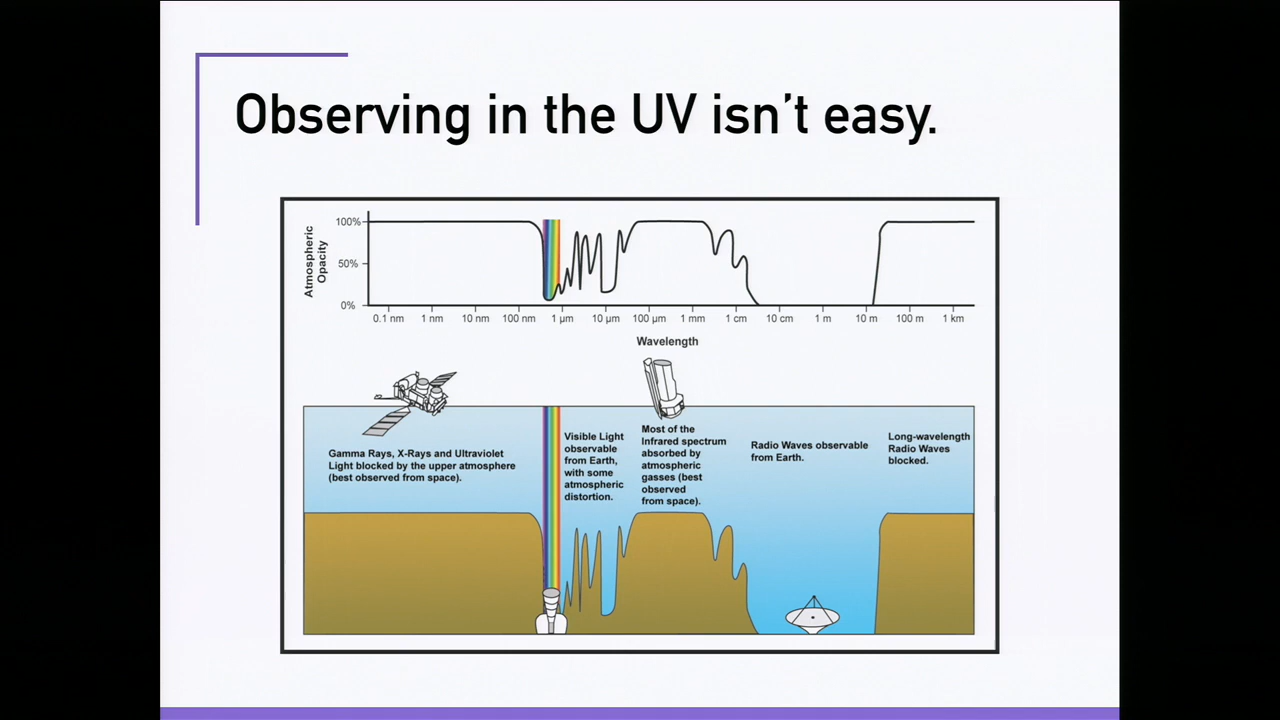 Observing in the UV isn't easy.
Atmospheric
Opacity
100%
50%
0%
0.1 nm
1 nm
10 nm
100 nm
1 µm
10 µm
100 µm
1 mm
1 cm
10 cm
1 m
10 m
100 m
1 km
Wavelength
Gamma Rays, X-Rays and Ultraviolet
Light blocked by the upper atmosphere
(best observed from space).
Visible Light
observable
from Earth,
with some
atmospheric
distortion.
Most of the
Infrared spectrum
absorbed by
atmospheric
gasses (best
observed
from space).
Radio Waves observable
from Earth.
Long-wavelength
Radio Waves
blocked.